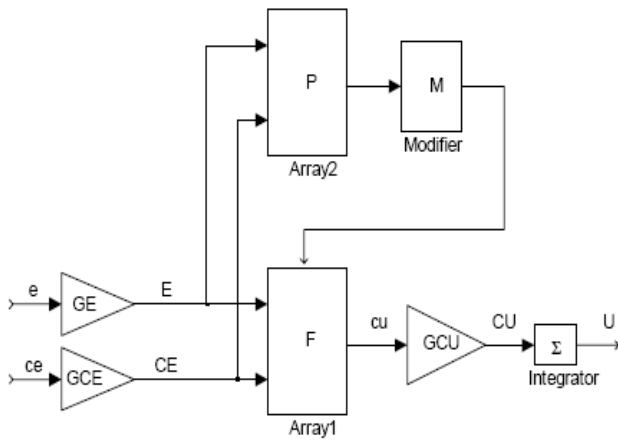 P
M
Modifier
Array2
e
GE
E
F
cu
GCU
CU
Σ
U
Integrator
ce
GCE
CE
Array1